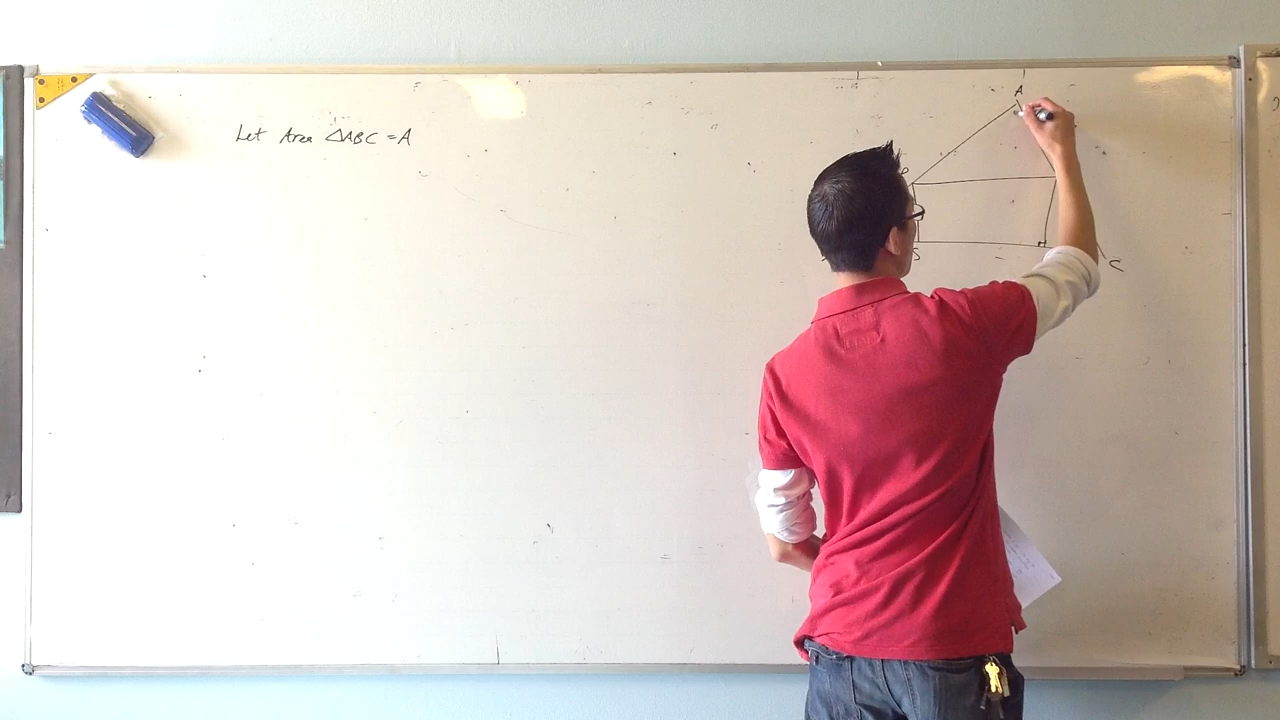 Let Area △ABC = A
A
S
C